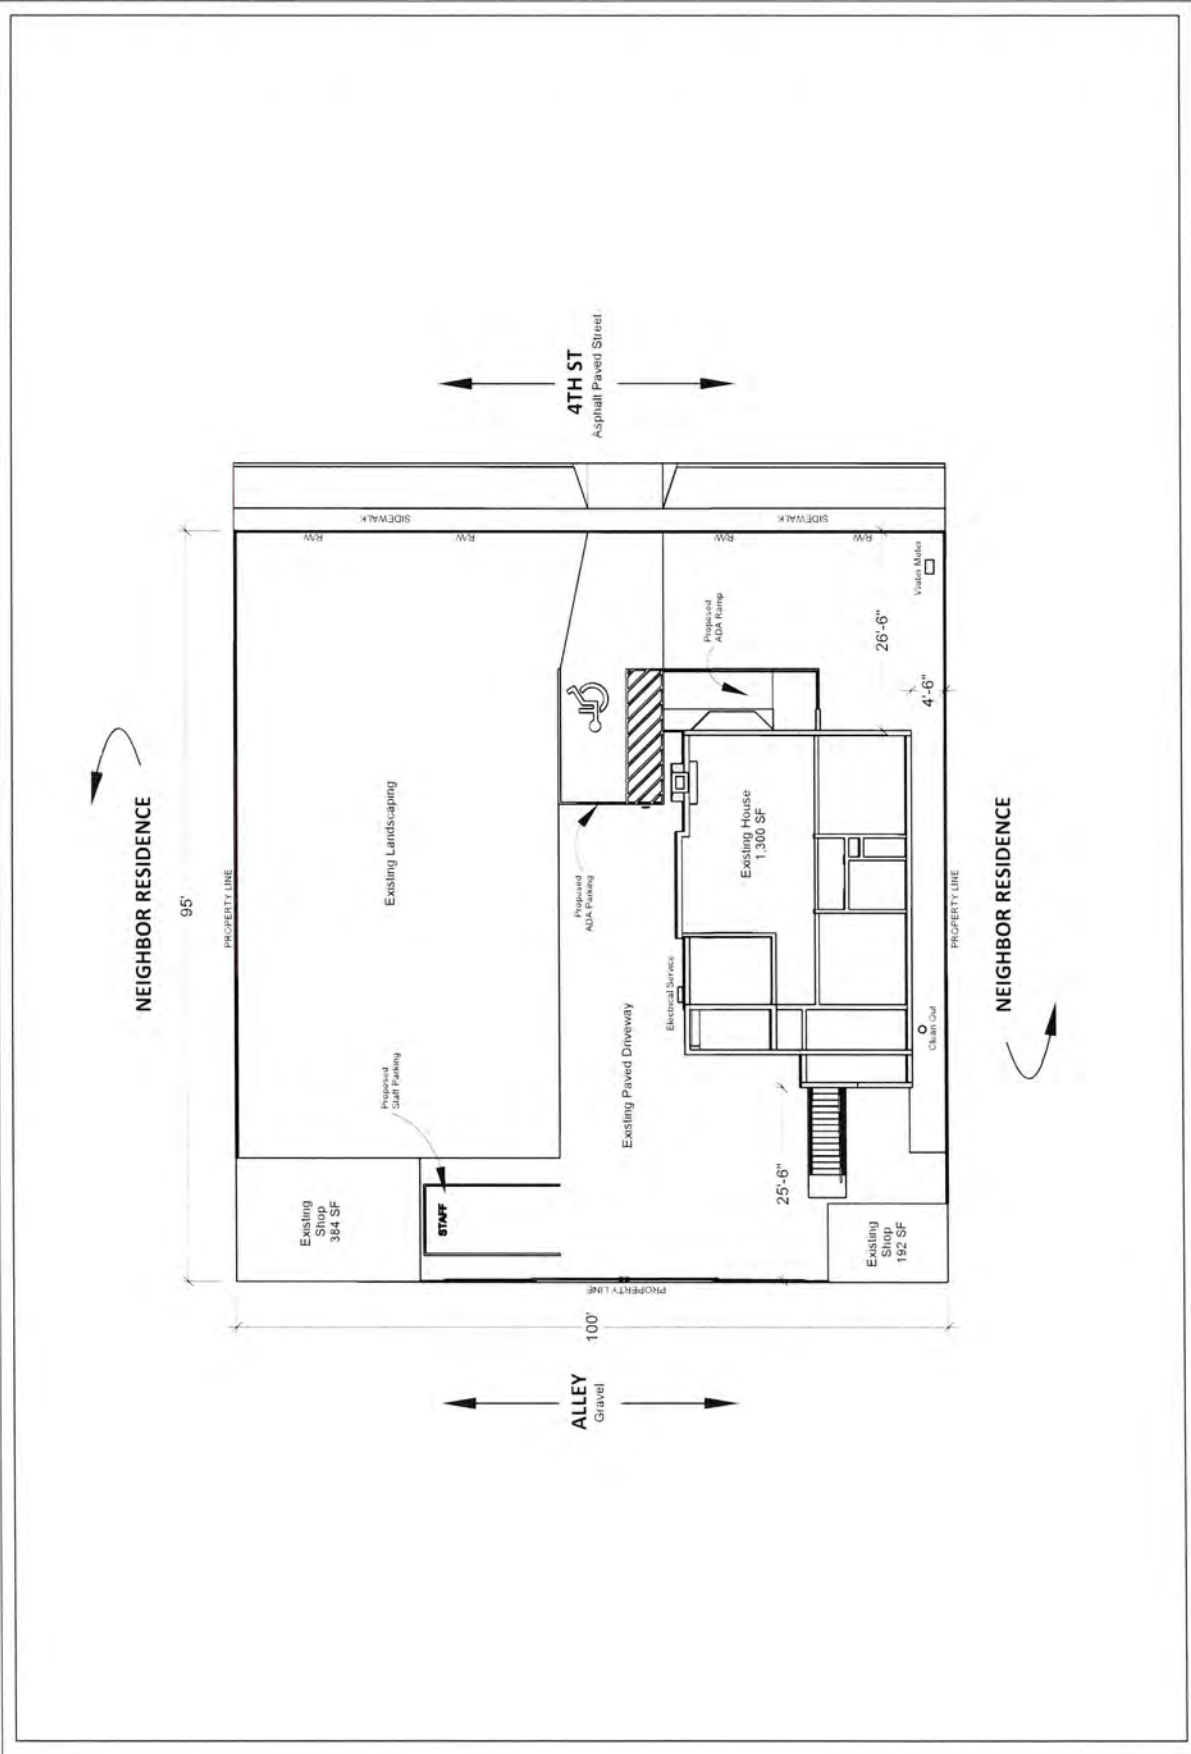 4TH ST
Asphalt Paved Street
SIDEWALK
SIDEWALK
R/W
R/W
R/W
R/W
Water Meter
26'-6"
4'-6"
Proposed
ADA Ramp
NEIGHBOR RESIDENCE
95'
PROPERTY LINE
Existing Landscaping
Proposed
ADA Parking
Existing House
1,300 SF
Electrical Service
Existing Paved Driveway
PROPERTY LINE
NEIGHBOR RESIDENCE
Clean Out
Proposed
Staff Parking
25'-6"
Existing
Shop
384 SF
STAFF
Existing
Shop
192 SF
PROPERTY LINE
100'
ALLEY
Gravel